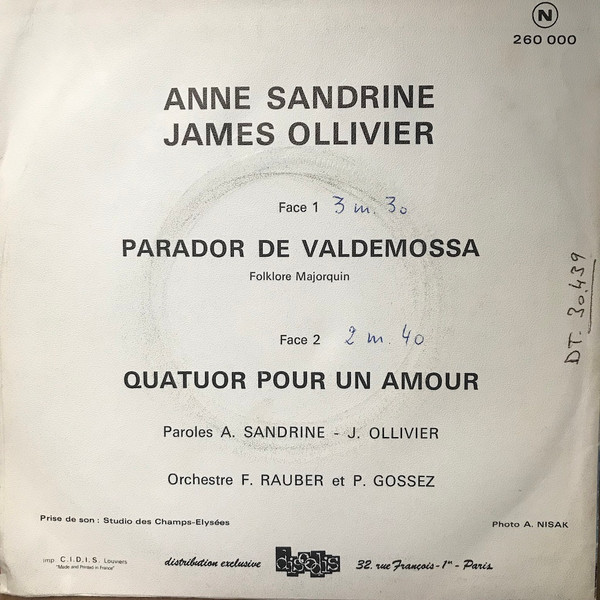 N
260 000
ANNE SANDRINE
JAMES OLLIVIER
Face 1 3 m. 30
PARADOR DE VALDEMOSSA
Folklore Majorquin
DT. 30.439
Face 2 2 m. 40
QUATUOR POUR UN AMOUR
Paroles A. SANDRINE - J. OLLIVIER
Orchestre F. RAUBER et P. GOSSEZ
Prise de son : Studio des Champs-Elysées
Photo A. NISAK
imp C.I.D.I.S. Louviers
"Made and Printed in France"
distribution exclusive discodis 32. rue François-1er - Paris